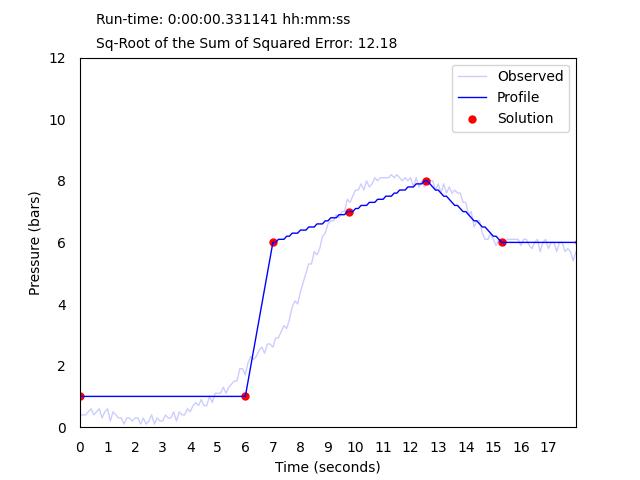 Run-time: 0:00:00.331141 hh:mm:ss
Sq-Root of the Sum of Squared Error: 12.18
12
10
8
6
4
2
0
Pressure (bars)
Observed
Profile
Solution
0 1 2 3 4 5 6 7 8 9 10 11 12 13 14 15 16 17
Time (seconds)